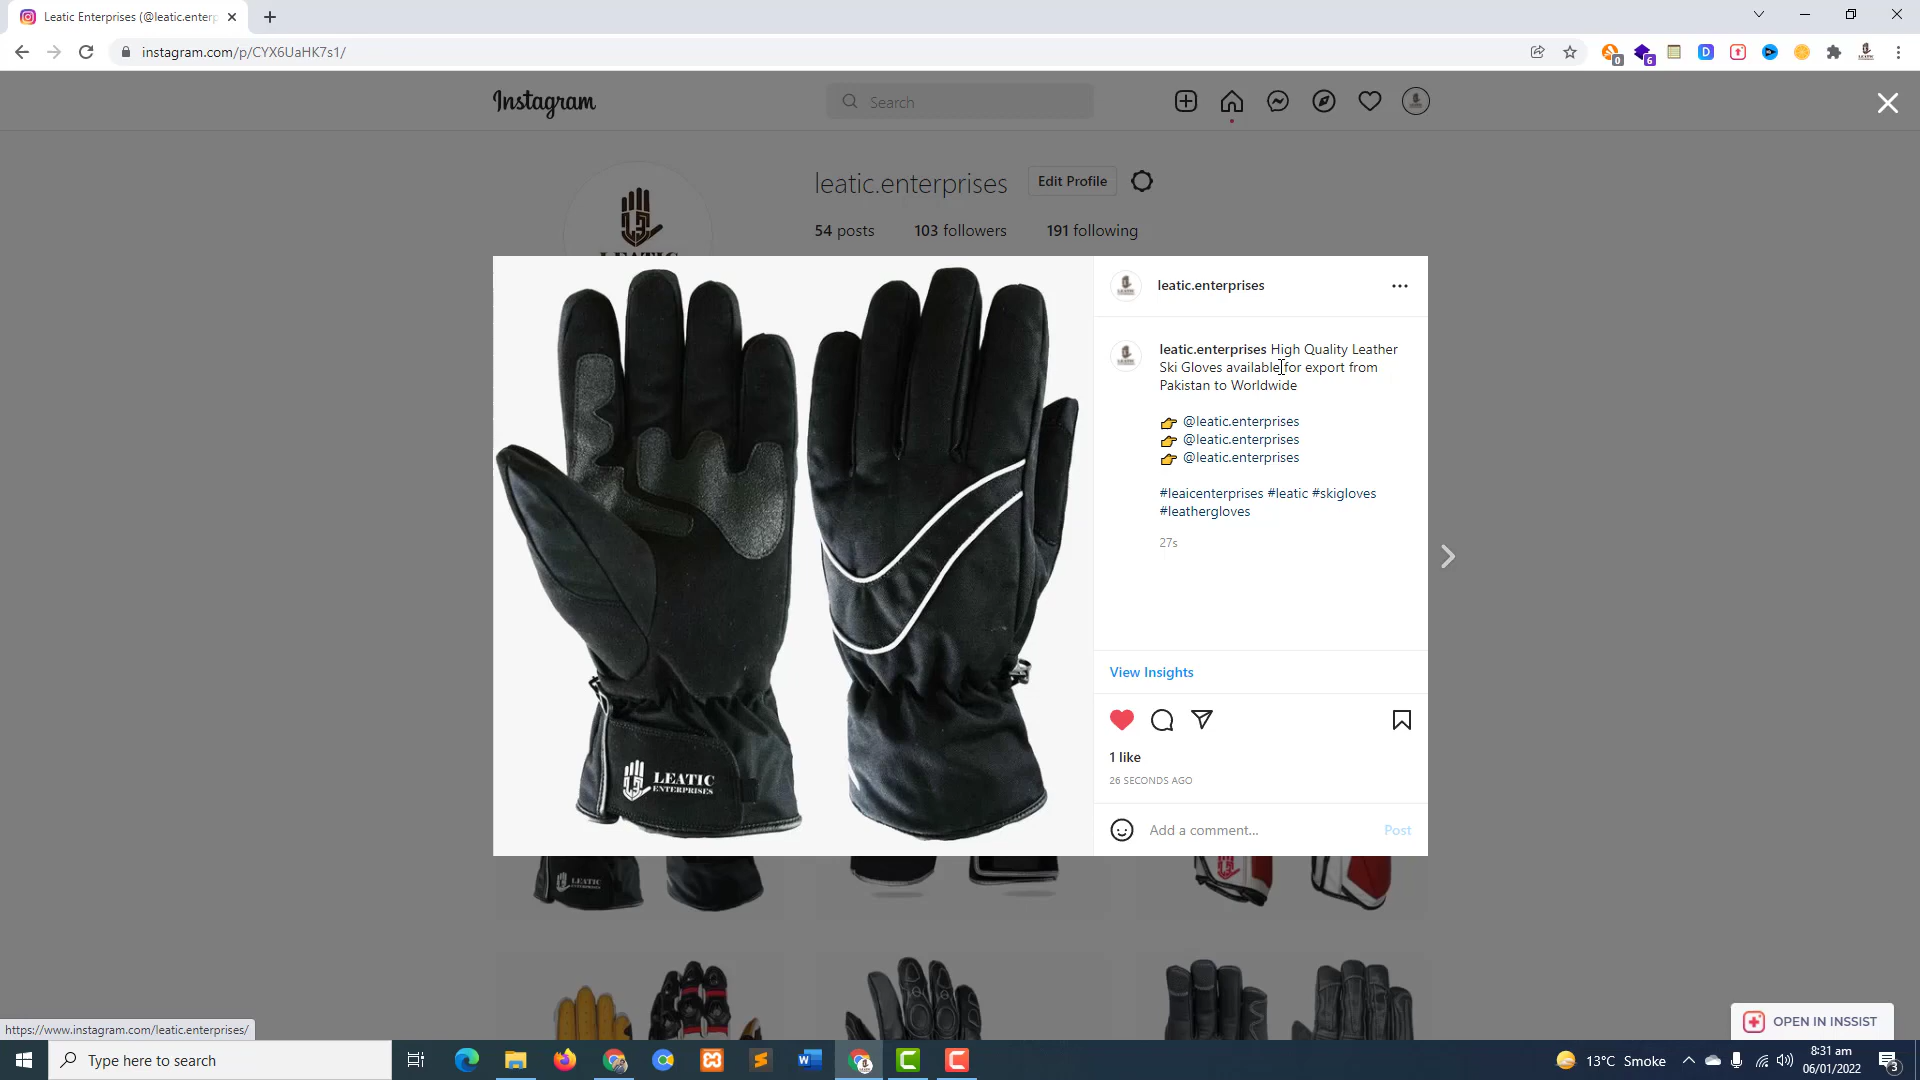 Leatic Enterprises (@leatic.enterp
instagram.com/p/CYX6UaHK7s1/
0
6
D
Instagram
Search
leatic.enterprises
Edit Profile
54 posts
103 followers
191 following
leatic.enterprises
leatic.enterprises High Quality Leather
Ski Gloves available for export from
Pakistan to Worldwide
👉 @leatic.enterprises
👉 @leatic.enterprises
👉 @leatic.enterprises
#leaicenterprises #leatic #skigloves
#leathergloves
27s
View Insights
1 like
26 SECONDS AGO
Add a comment...
Post
LEATIC
ENTERPRISES
LEATIC
OPEN IN INSSIST
https://www.instagram.com/leatic.enterprises/
Type here to search
13°C Smoke
8:31 am
06/01/2022
3